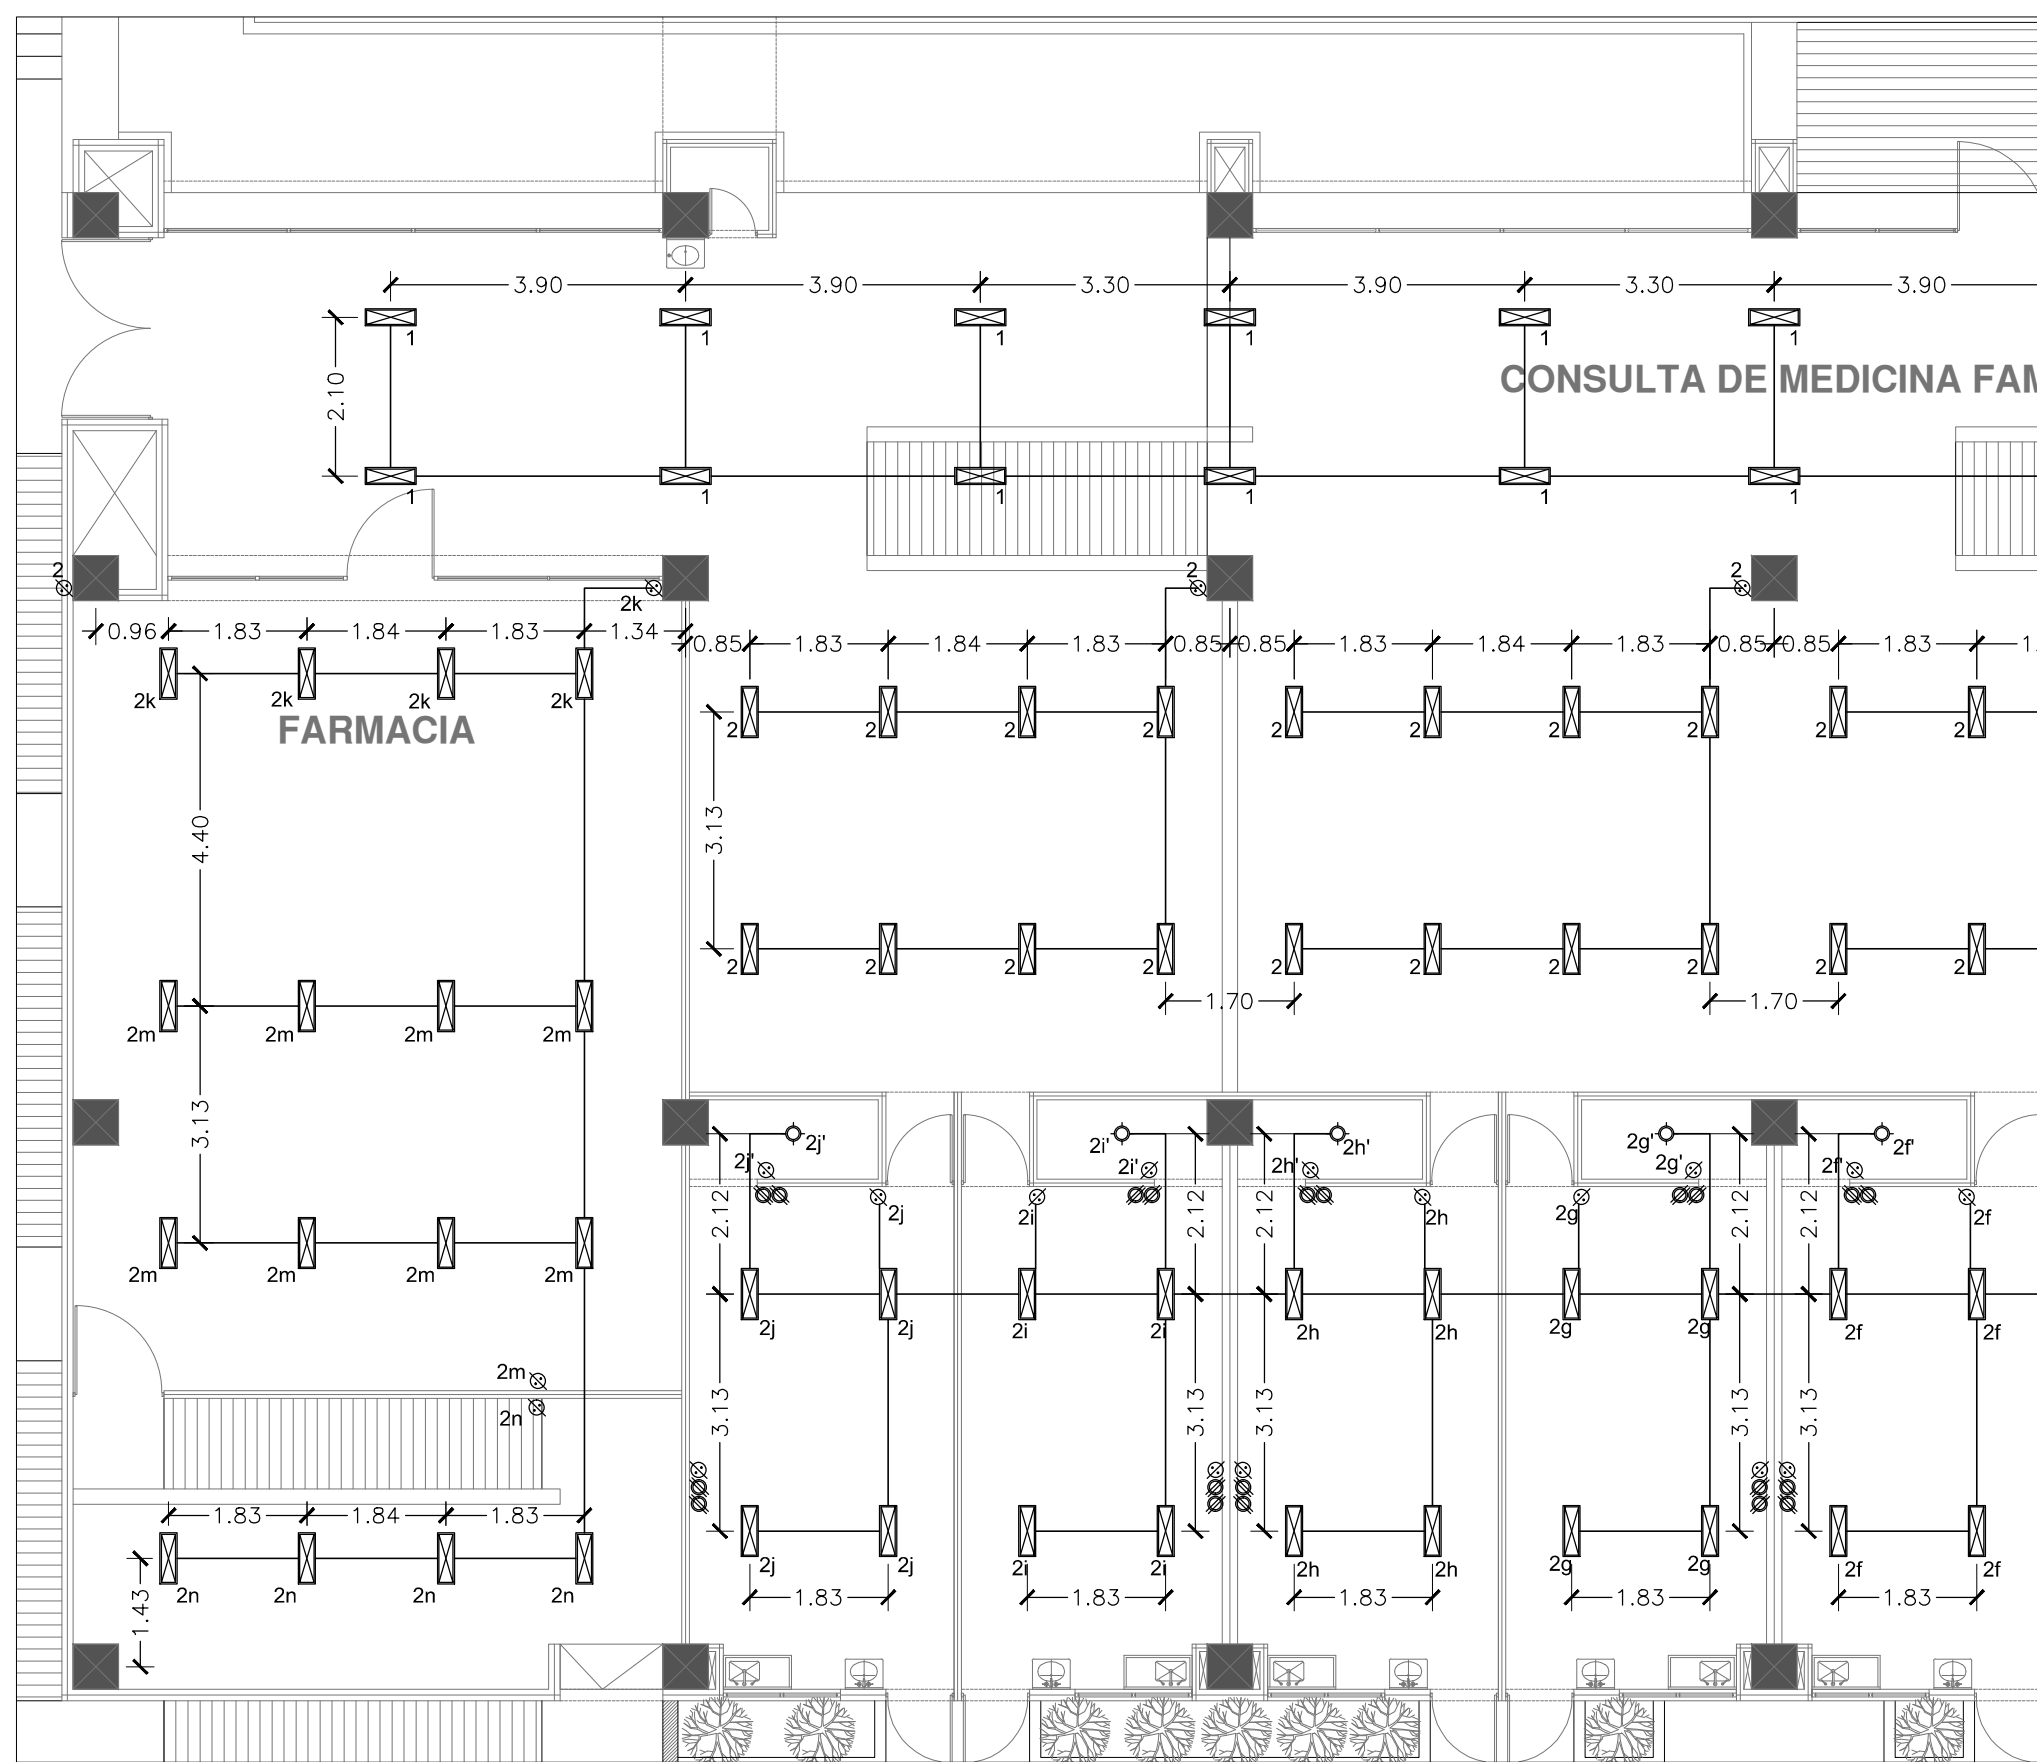 3.90 3.90 3.30 3.90 3.30 3.90
1 1 1 1 1 1
2.10
CONSULTA DE MEDICINA FAM
1 1 1 1 1 1
2 2k 2 2
0.96 1.83 1.84 1.83 1.34 0.85 1.83 1.84 1.83 0.85 0.85 1.83 1.84 1.83 0.85 0.85 1.83 1.
2k 2k 2k 2k 2 2 2 2 2 2 2 2 2 2
FARMACIA
4.40 3.13
2 2 2 2 2 2 2 2 2 2
1.70 1.70
2m 2m 2m 2m
3.13
2j' 2i' 2h' 2g' 2f'
2j' 2i' 2h' 2g' 2f'
2.12 2.12 2.12 2.12 2.12
2j 2i 2h 2g 2f
2m 2m 2m 2m
2j 2j 2i 2i 2h 2h 2g 2g 2f 2f
2m
2n
3.13 3.13 3.13 3.13 3.13
1.83 1.84 1.83
2j 2j 2i 2i 2h 2h 2g 2g 2f 2f
2n 2n 2n 2n
1.43
1.83 1.83 1.83 1.83 1.83